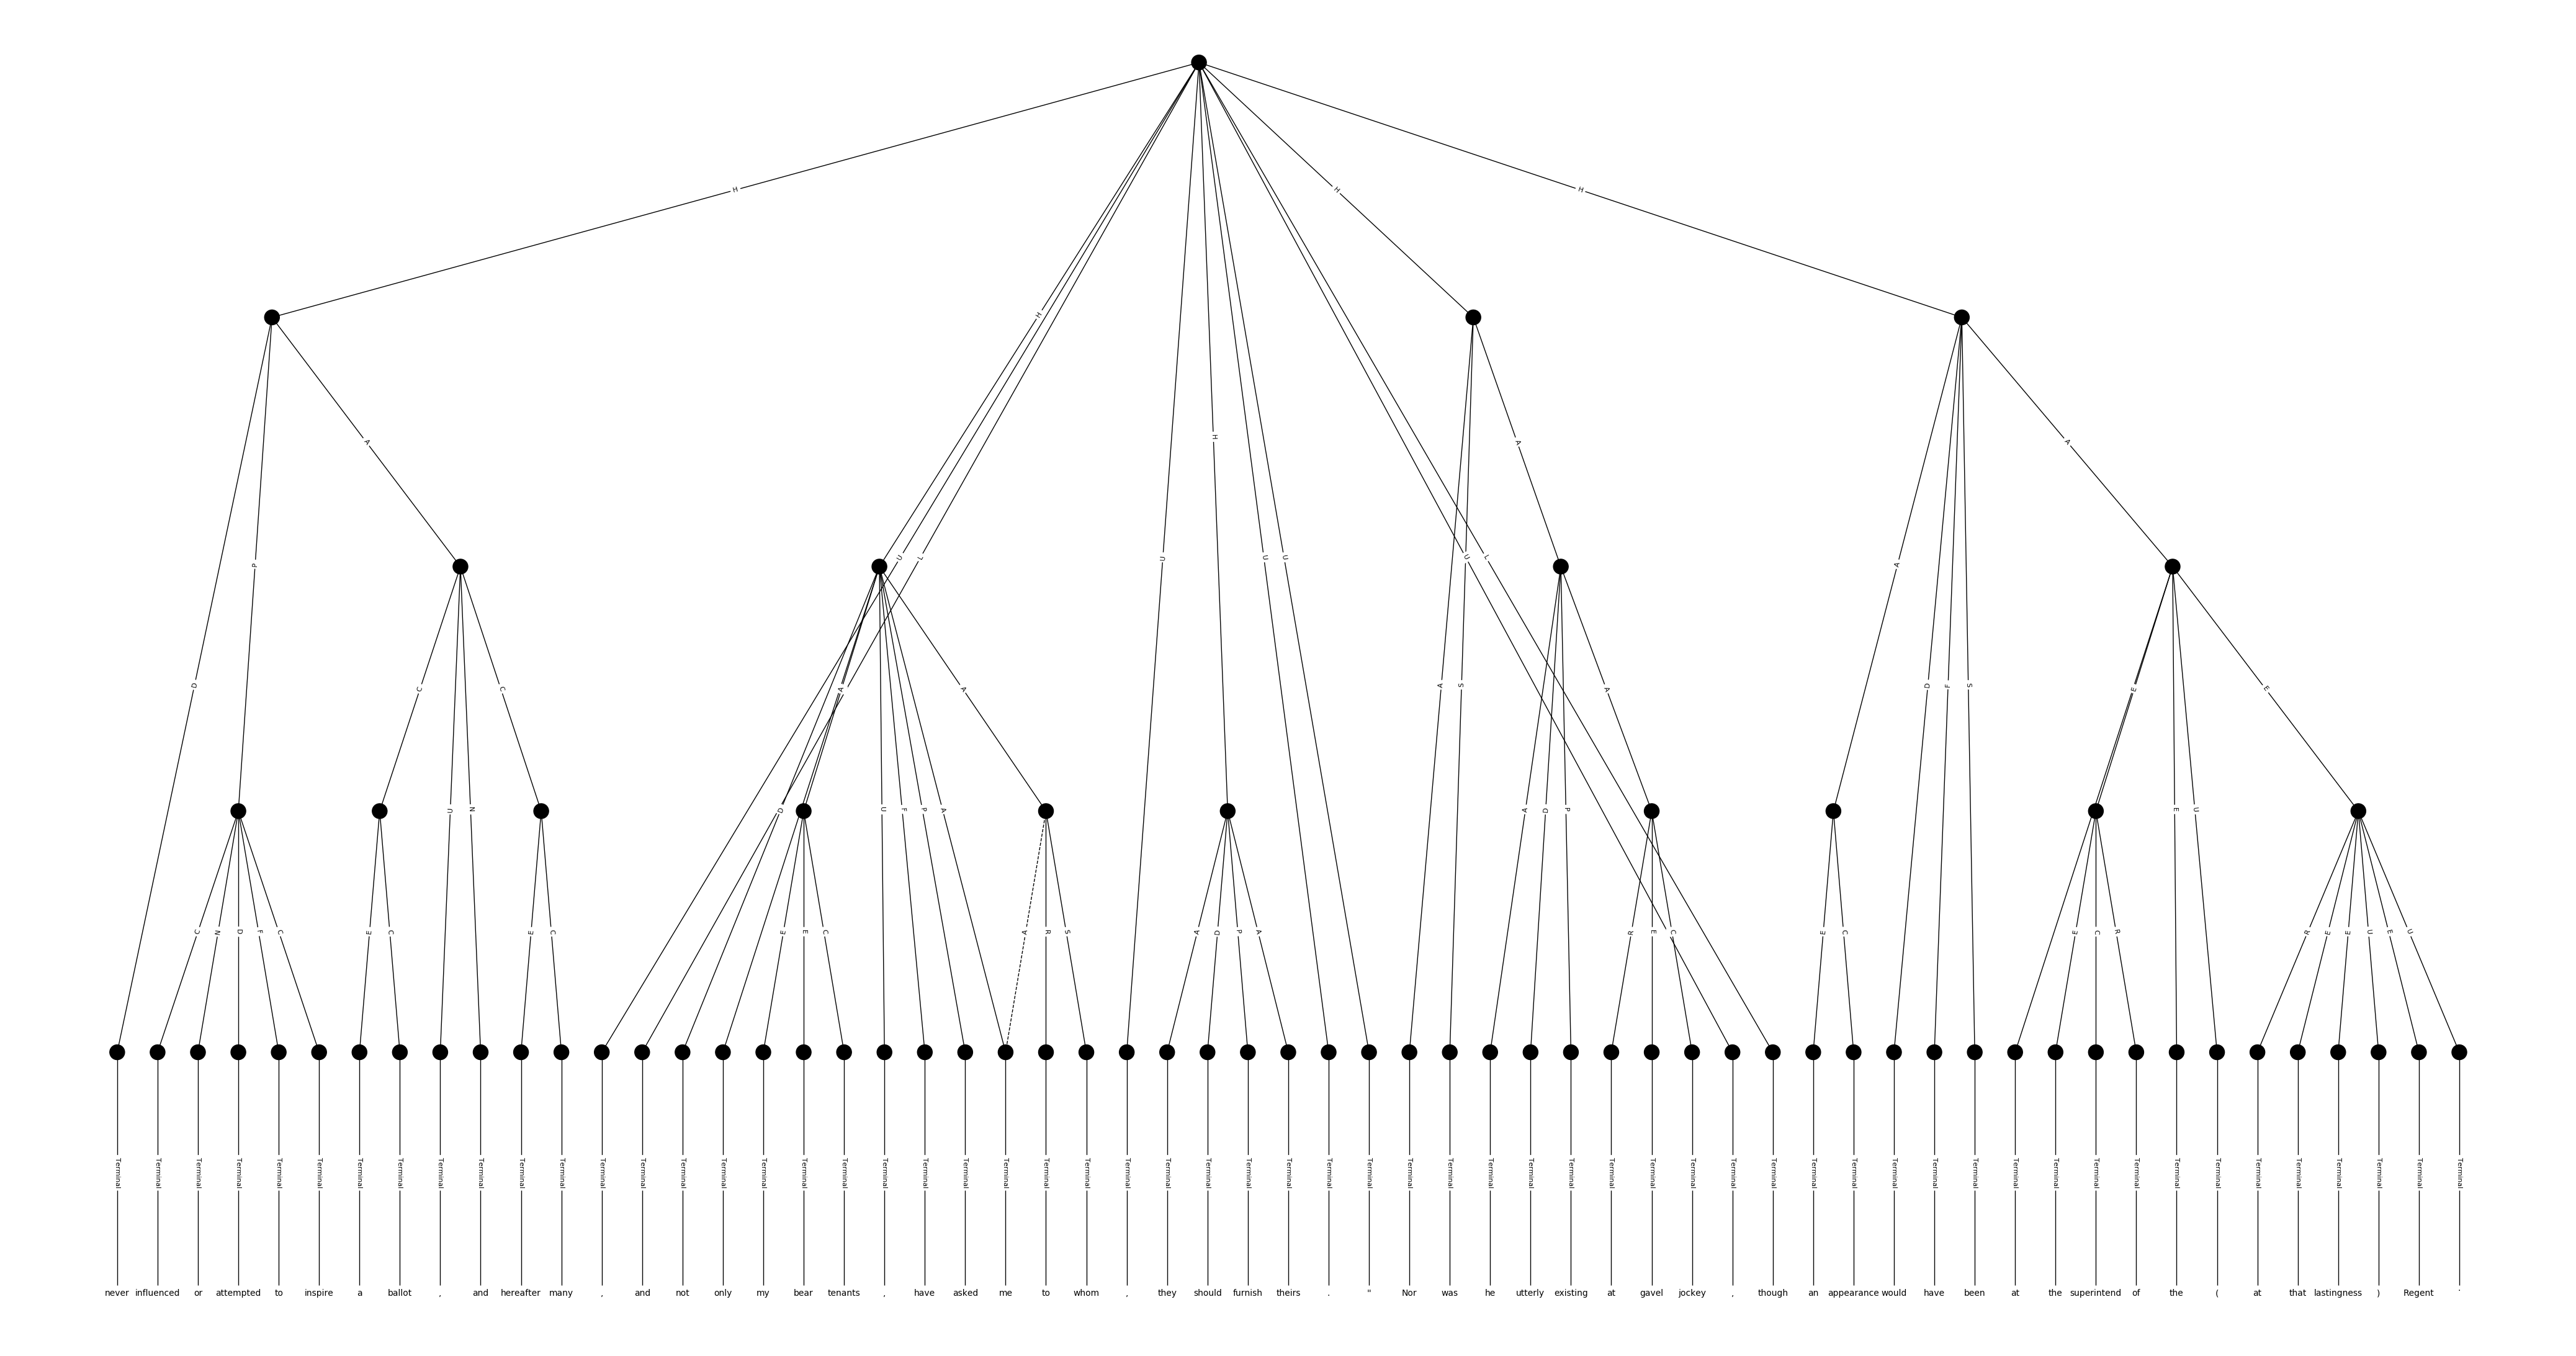 H
H
H
H
H
A
A
A
U
L
U
U
U
U
L
P
A
D
C
C
A
A
A
S
A
D
F
S
E
E
U
N
D
U
F
P
A
A
D
P
E
U
C
N
D
F
C
E
C
E
C
E
E
C
A
R
S
A
D
P
A
R
E
C
E
C
E
C
R
R
E
E
U
E
U
Terminal Terminal Terminal Terminal Terminal Terminal Terminal Terminal Terminal Terminal Terminal Terminal Terminal Terminal Terminal Terminal Terminal Terminal Terminal Terminal Terminal Terminal Terminal Terminal Terminal Terminal Terminal Terminal Terminal Terminal Terminal Terminal Terminal Terminal Terminal Terminal Terminal Terminal Terminal Terminal Terminal Terminal Terminal Terminal Terminal Terminal Terminal Terminal Terminal Terminal Terminal Terminal Terminal Terminal Terminal Terminal Terminal Terminal Terminal
never influenced or attempted to inspire a ballot , and hereafter many , and not only my bear tenants , have asked me to whom , they should furnish theirs . " Nor was he utterly existing at gavel jockey , though an appearance would have been at the superintend of the ( at that lastingness ) Regent '